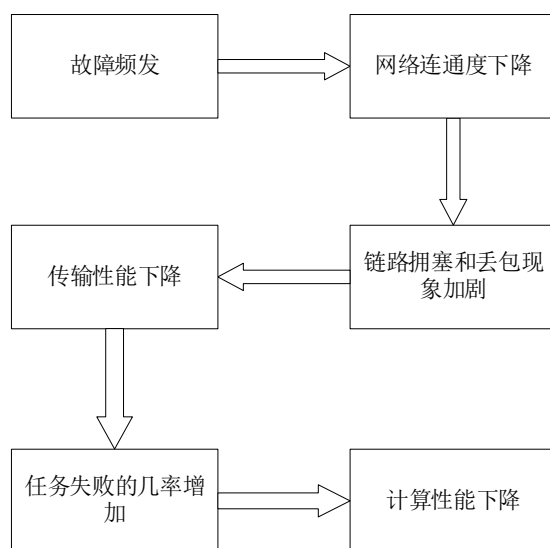 故障频发
网络连通度下降
链路拥塞和丢包现
象加剧
传输性能下降
任务失败的几率增
加
计算性能下降